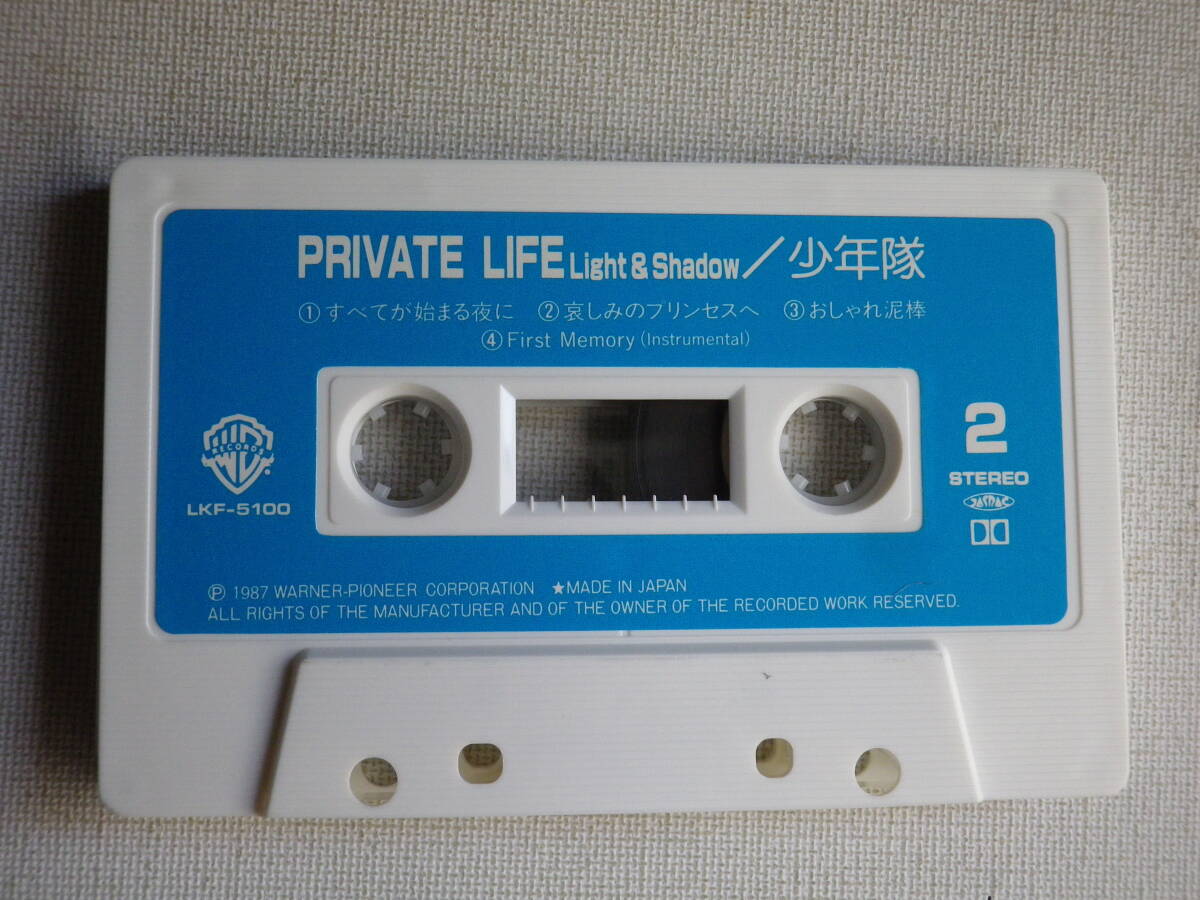 PRIVATE LIFE Light & Shadow／少年隊
①すべてが始まる夜に ②哀しみのプリンセスへ ③おしゃれ泥棒
④First Memory (Instrumental)
RECORDS
LKF-5100
2
STEREO
JASRAC
Ⓟ 1987 WARNER-PIONEER CORPORATION ★MADE IN JAPAN
ALL RIGHTS OF THE MANUFACTURER AND OF THE OWNER OF THE RECORDED WORK RESERVED.